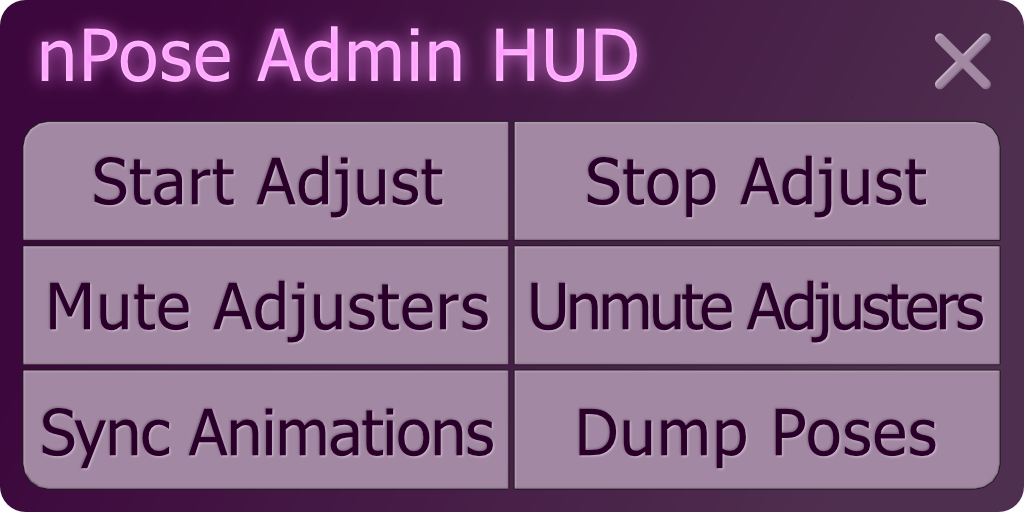 nPose Admin HUD
Start Adjust
Stop Adjust
Mute Adjusters
Unmute Adjusters
Sync Animations
Dump Poses